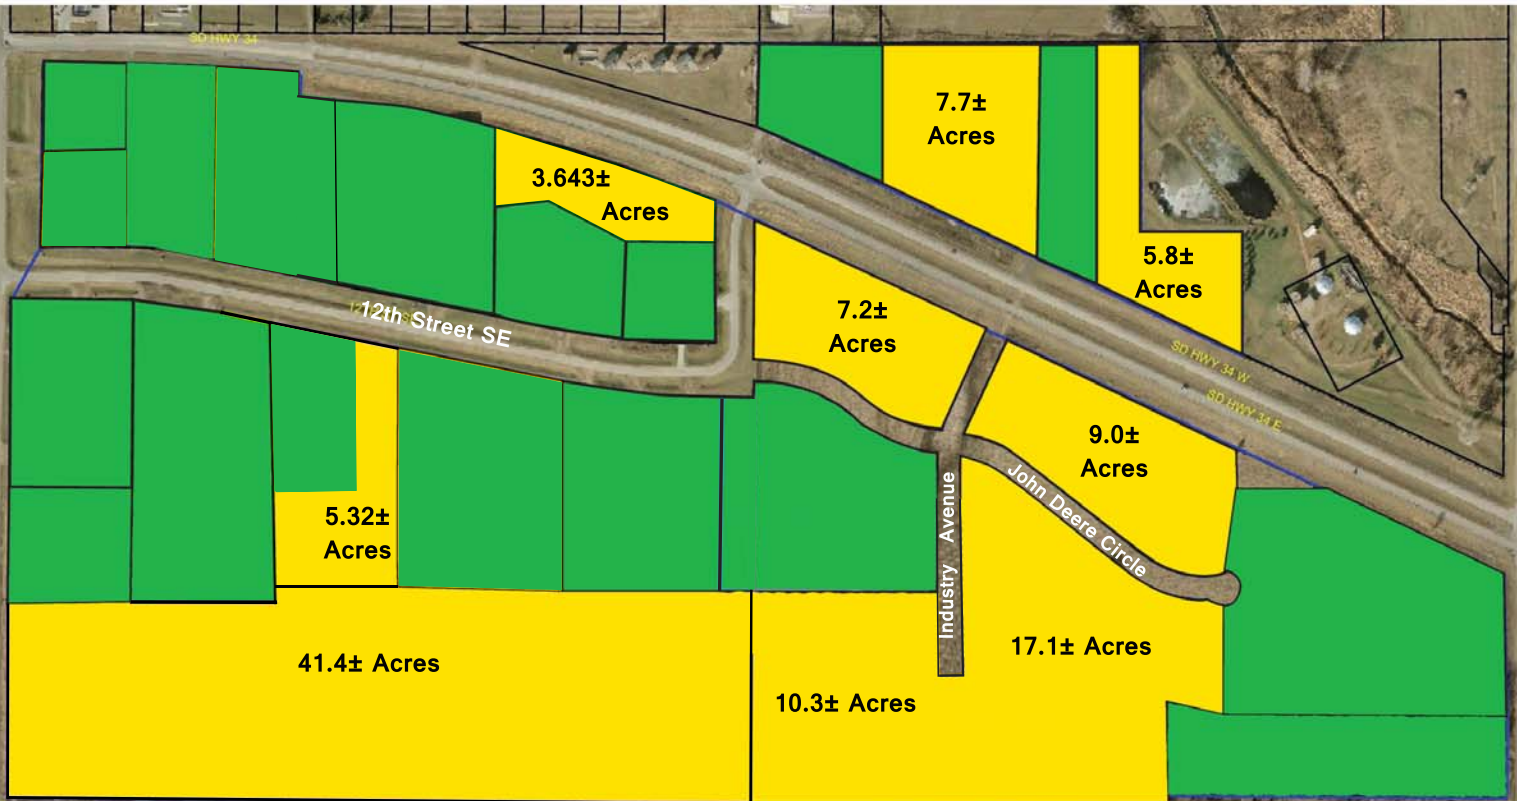 SD HWY 34
7.7±
Acres
3.643±
Acres
5.8±
Acres
7.2±
Acres
12th Street SE
SD HWY 34 W
SD HWY 34 E
9.0±
Acres
5.32±
Acres
Industry Avenue
John Deere Circle
41.4± Acres
17.1± Acres
10.3± Acres